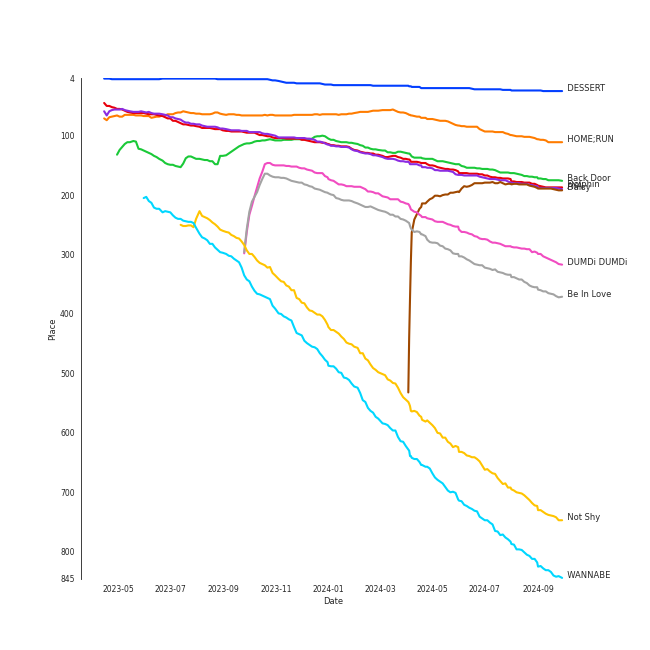 4
100
200
300
400
500
600
700
800
845
Place
2023-05
2023-07
2023-09
2023-11
2024-01
2024-03
2024-05
2024-07
2024-09
Date
DESSERT
HOME;RUN
Back Door
Dolphin
DUMDi DUMDi
Be In Love
Not Shy
WANNABE